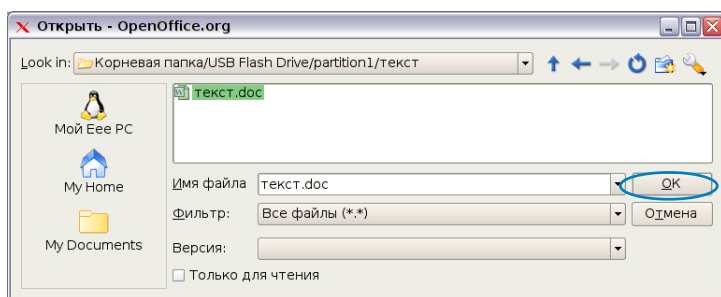 Открыть - OpenOffice.org
Look in: Корневая папка/USB Flash Drive/partition1/текст
текст.doc
Мой Eee PC
My Home
My Documents
Имя файла текст.doc OK
Фильтр: Все файлы (*.*) Отмена
Версия:
Только для чтения